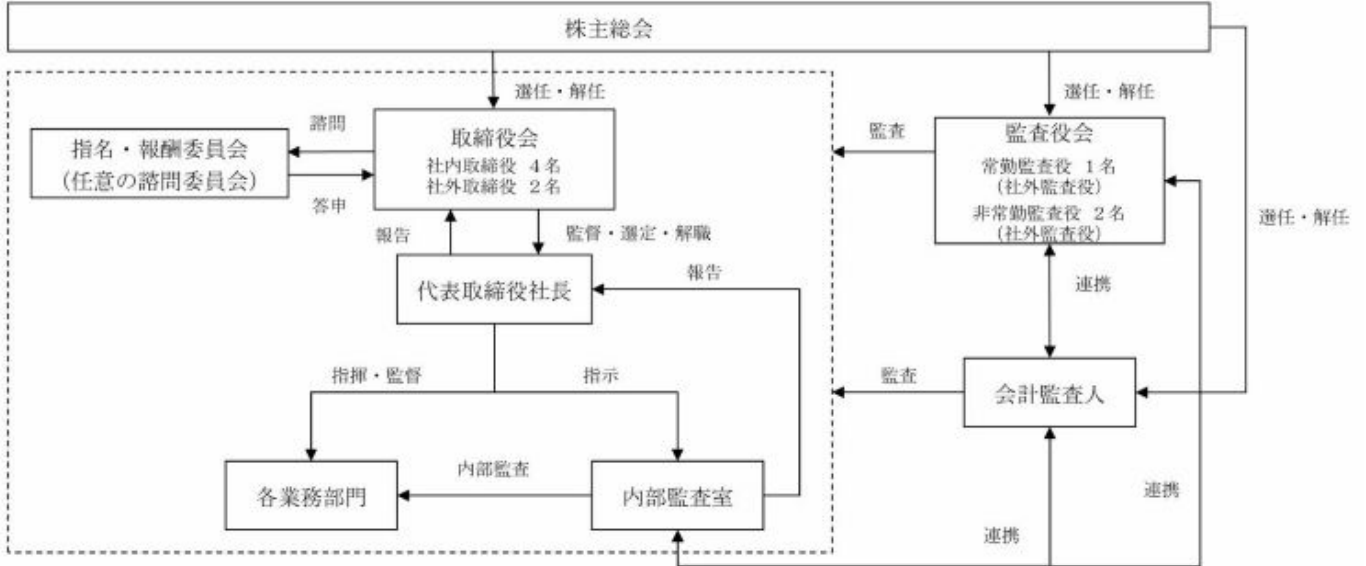 株主総会
選任・解任
選任・解任
諮問
取締役会
社内取締役 4名
社外取締役 2名
指名・報酬委員会
(任意の諮問委員会)
答申
監査
監査役会
常勤監査役 1名
(社外監査役)
非常勤監査役 2名
(社外監査役)
選任・解任
報告
監督・選定・解職
代表取締役社長
報告
連携
指揮・監督
指示
監査
会計監査人
各業務部門
内部監査
内部監査室
連携
連携